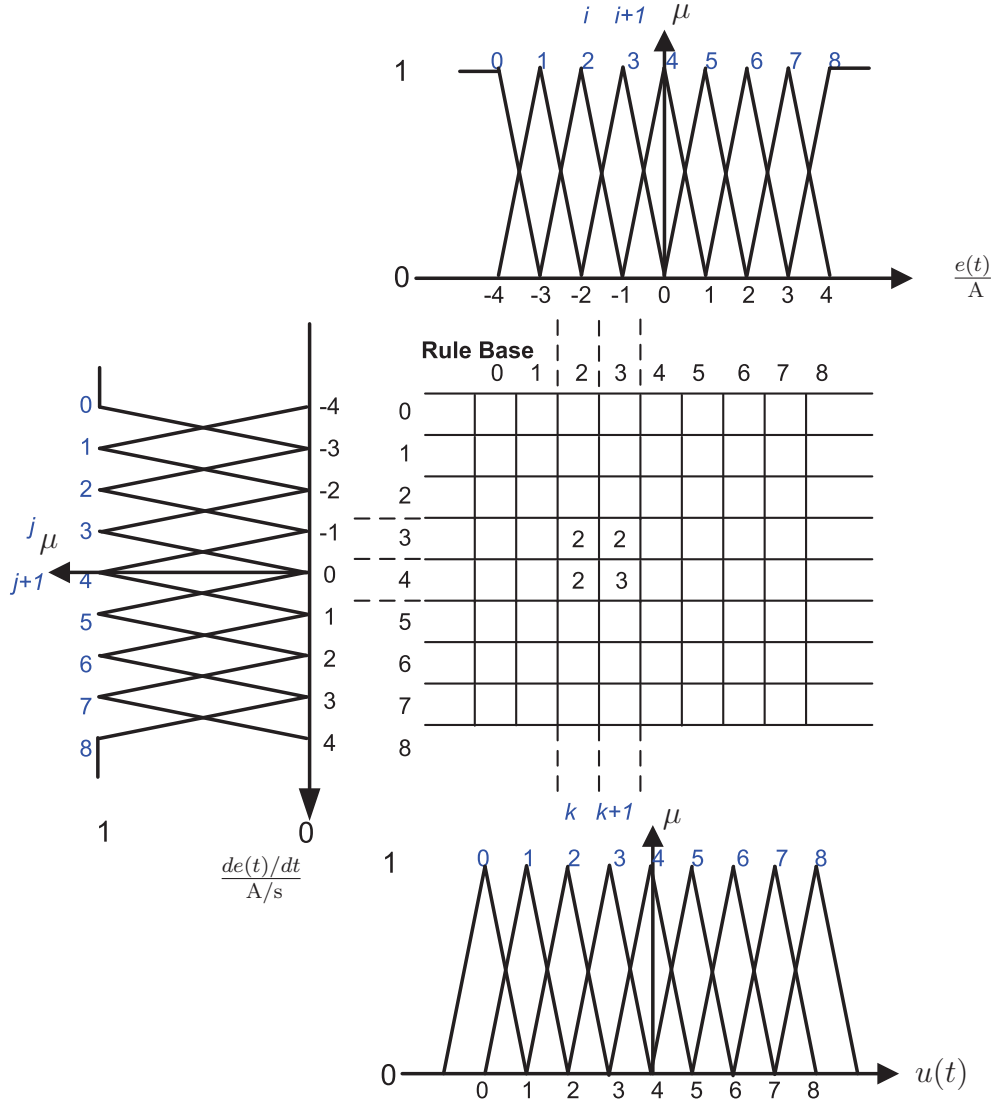 i i+1 μ
0 1 2 3 4 5 6 7 8
1
0
-4 -3 -2 -1 0 1 2 3 4
e(t)
A
Rule Base
0 1 2 3 4 5 6 7 8
0
1
2
3 2 2
4 2 3
5
6
7
8
0 -4
1 -3
2 -2
j 3 -1
μ
j+1 4 0
5 1
6 2
7 3
8 4
1 0
de(t)/dt
A/s
k k+1 μ
0 1 2 3 4 5 6 7 8
1
0
0 1 2 3 4 5 6 7 8
u(t)